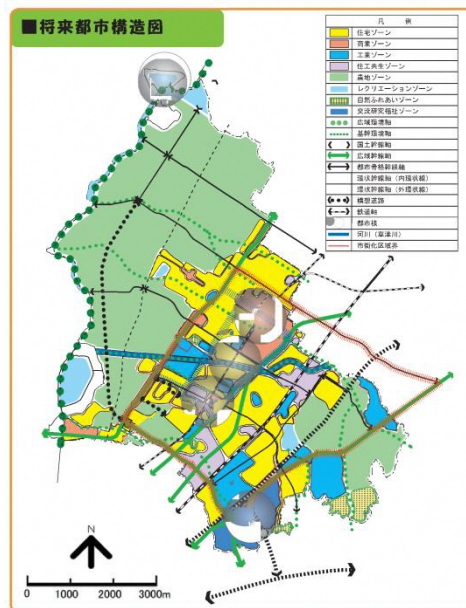 ■将来都市構造図
凡 例
住宅ゾーン
商業ゾーン
工業ゾーン
住工共生ゾーン
農地ゾーン
レクリエーションゾーン
自然ふれあいゾーン
交流研究福祉ゾーン
広域環境軸
基幹環境軸
国土幹線軸
広域幹線軸
都市骨格幹線軸
環状幹線軸（内環状線）
環状幹線軸（外環状線）
構想道路
鉄道軸
都市核
河川（草津川）
市街化区域界
N
0 1000 2000 3000m